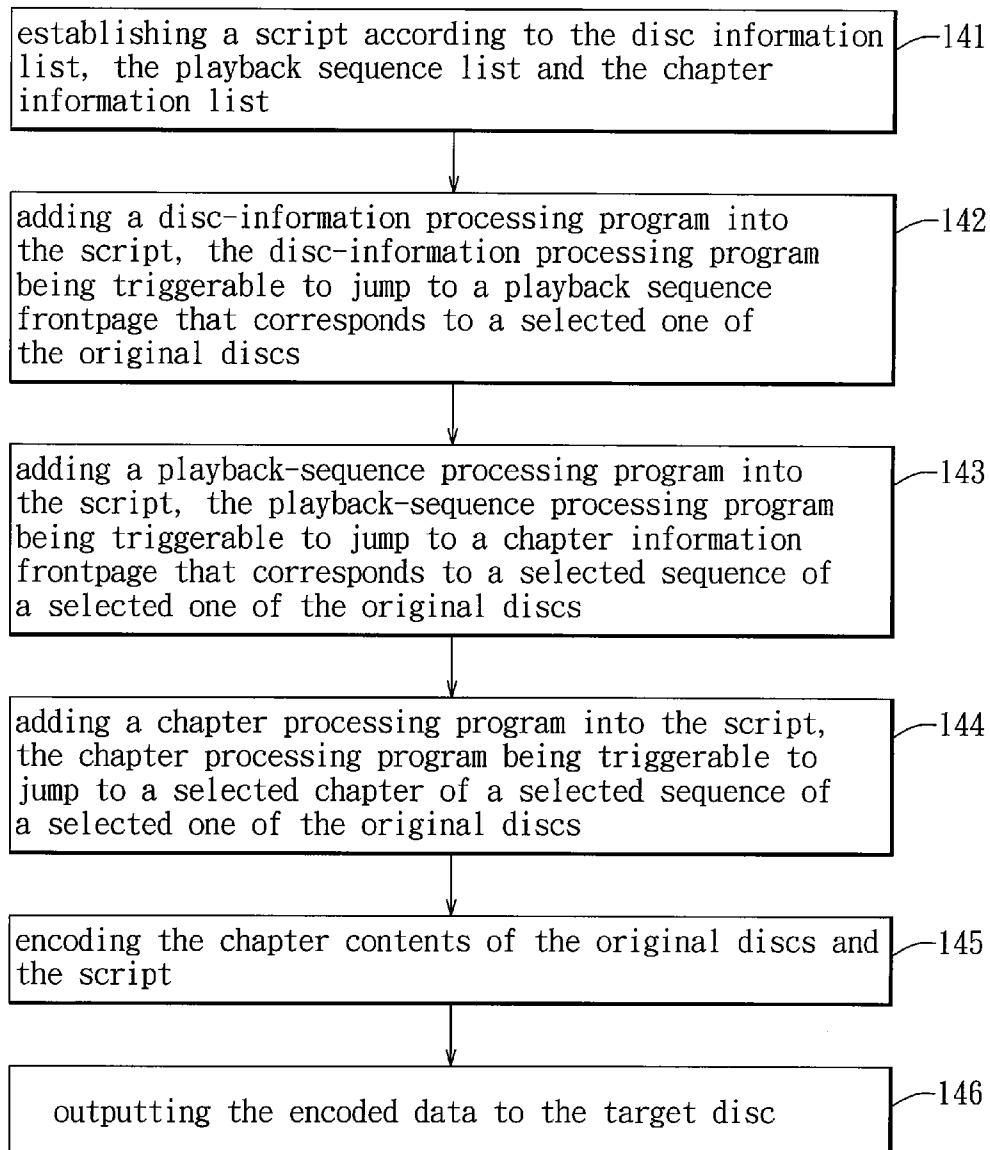 establishing a script according to the disc information
list, the playback sequence list and the chapter
information list
141
adding a disc-information processing program into
the script, the disc-information processing program
being triggerable to jump to a playback sequence
frontpage that corresponds to a selected one of
the original discs
142
adding a playback-sequence processing program into
the script, the playback-sequence processing program
being triggerable to jump to a chapter information
frontpage that corresponds to a selected sequence of
a selected one of the original discs
143
adding a chapter processing program into the script,
the chapter processing program being triggerable to
jump to a selected chapter of a selected sequence of
a selected one of the original discs
144
encoding the chapter contents of the original discs and
the script
145
outputting the encoded data to the target disc
146